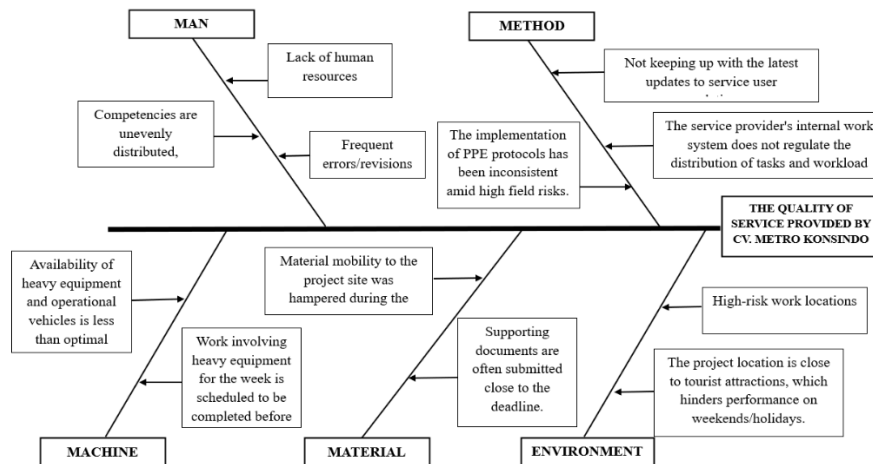 MAN
METHOD
Lack of human
resources
Competencies are
unevenly
distributed,
Frequent
errors/revisions
Not keeping up with the latest
updates to service user
The service provider's internal work
system does not regulate the
distribution of tasks and workload
The implementation
of PPE protocols has
been inconsistent
amid high field risks.
THE QUALITY OF
SERVICE PROVIDED BY
CV. METRO KONSINDO
Availability of
heavy equipment
and operational
vehicles is less
than optimal
Work involving
heavy equipment
for the week is
scheduled to be
completed before
Material mobility to the
project site was
hampered during the
Supporting
documents are
often submitted
close to the
deadline.
High-risk work locations
The project location is close
to tourist attractions, which
hinders performance on
weekends/holidays.
MACHINE
MATERIAL
ENVIRONMENT